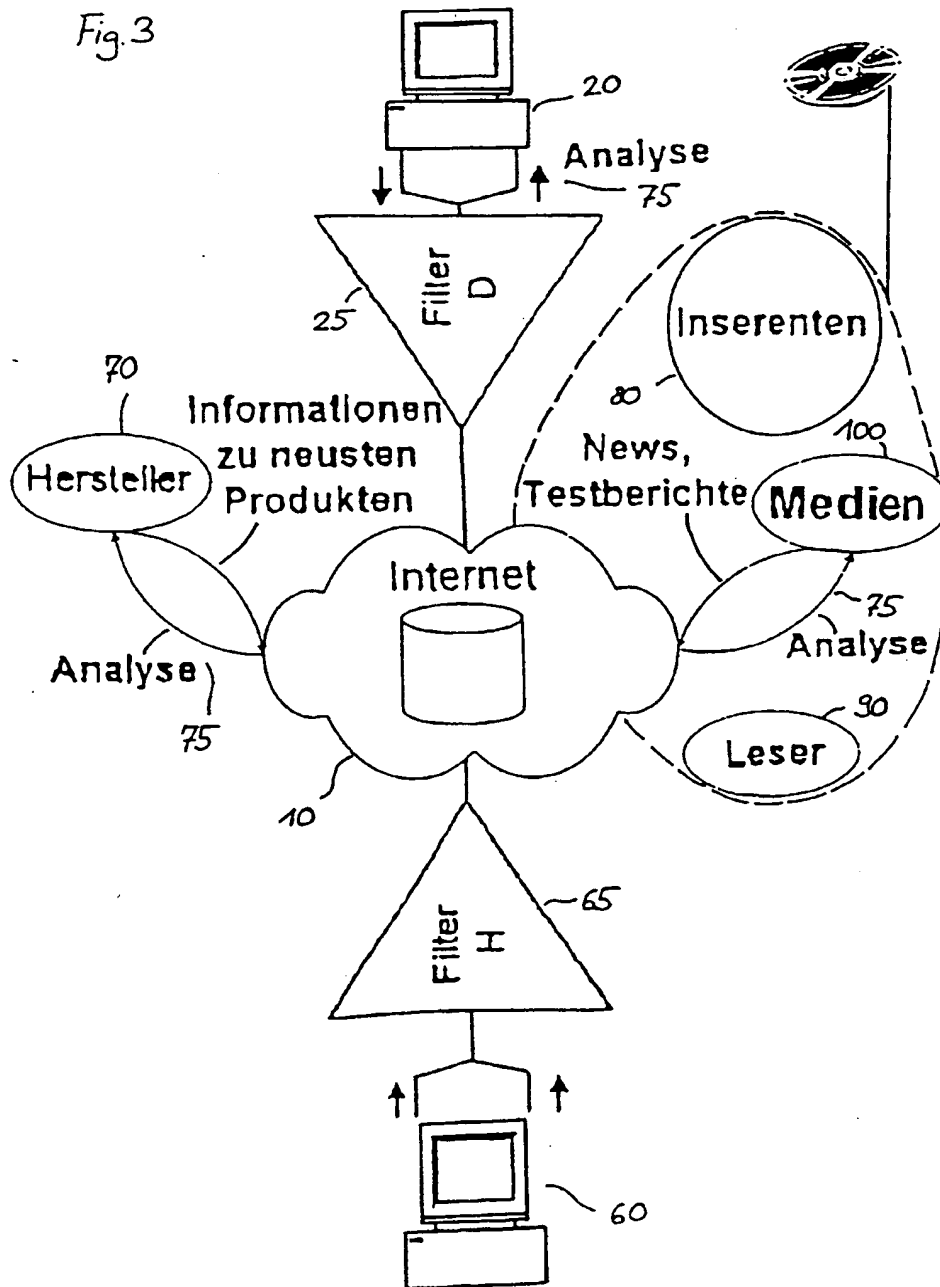 Fig. 3
20
Analyse
75
Filter
D
25
Inserenten
80
70
Informationen
zu neusten
Produkten
Hersteller
100
News,
Testberichte
Medien
Internet
75
Analyse
Analyse
75
90
Leser
10
65
Filter
H
60